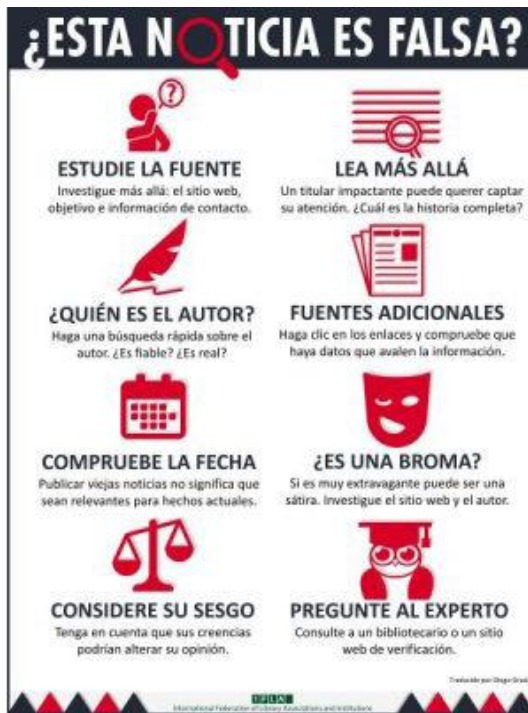 ¿ESTA NOTICIA ES FALSA?
ESTUDIE LA FUENTE
Investigue más allá: el sitio web,
objetivo e información de contacto.
LEA MÁS ALLÁ
Un titular impactante puede querer captar
su atención. ¿Cuál es la historia completa?
¿QUIÉN ES EL AUTOR?
Haga una búsqueda rápida sobre el
autor. ¿Es fiable? ¿Es real?
FUENTES ADICIONALES
Haga clic en los enlaces y compruebe que
haya datos que avalen la información.
COMPRUEBE LA FECHA
Publicar viejas noticias no significa que
sean relevantes para hechos actuales.
¿ES UNA BROMA?
Si es muy extravagante puede ser una
sátira. Investigue el sitio web y el autor.
CONSIDERE SU SESGO
Tenga en cuenta que sus creencias
podrían alterar su opinión.
PREGUNTE AL EXPERTO
Consulte a un bibliotecario o un sitio
web de verificación.
Traducido por Diego
IFLA
International Federation of Library Associations and Institutions